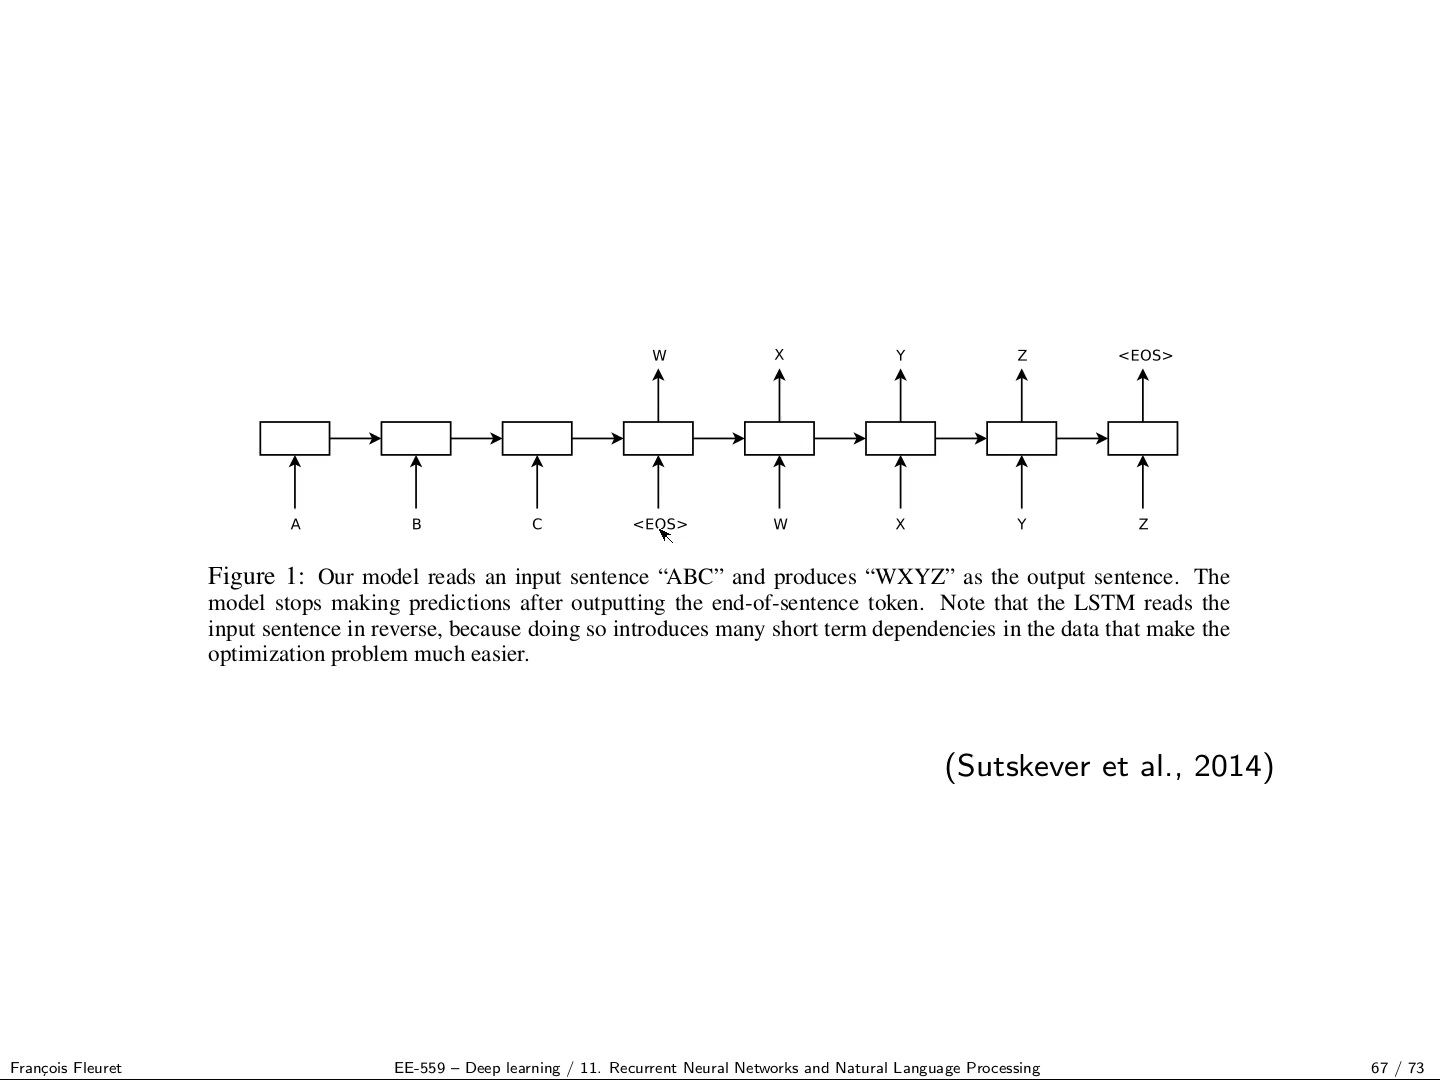 W X Y Z <EOS>
A B C <EOS> W X Y Z
Figure 1: Our model reads an input sentence “ABC” and produces “WXYZ” as the output sentence. The
model stops making predictions after outputting the end-of-sentence token. Note that the LSTM reads the
input sentence in reverse, because doing so introduces many short term dependencies in the data that make the
optimization problem much easier.
(Sutskever et al., 2014)
François Fleuret EE-559 – Deep learning / 11. Recurrent Neural Networks and Natural Language Processing 67 / 73